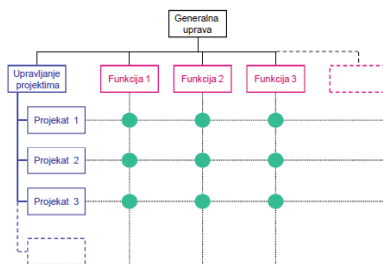 Generalna
uprava
Upravljanje
projektima
Funkcija 1
Funkcija 2
Funkcija 3
Projekat 1
Projekat 2
Projekat 3